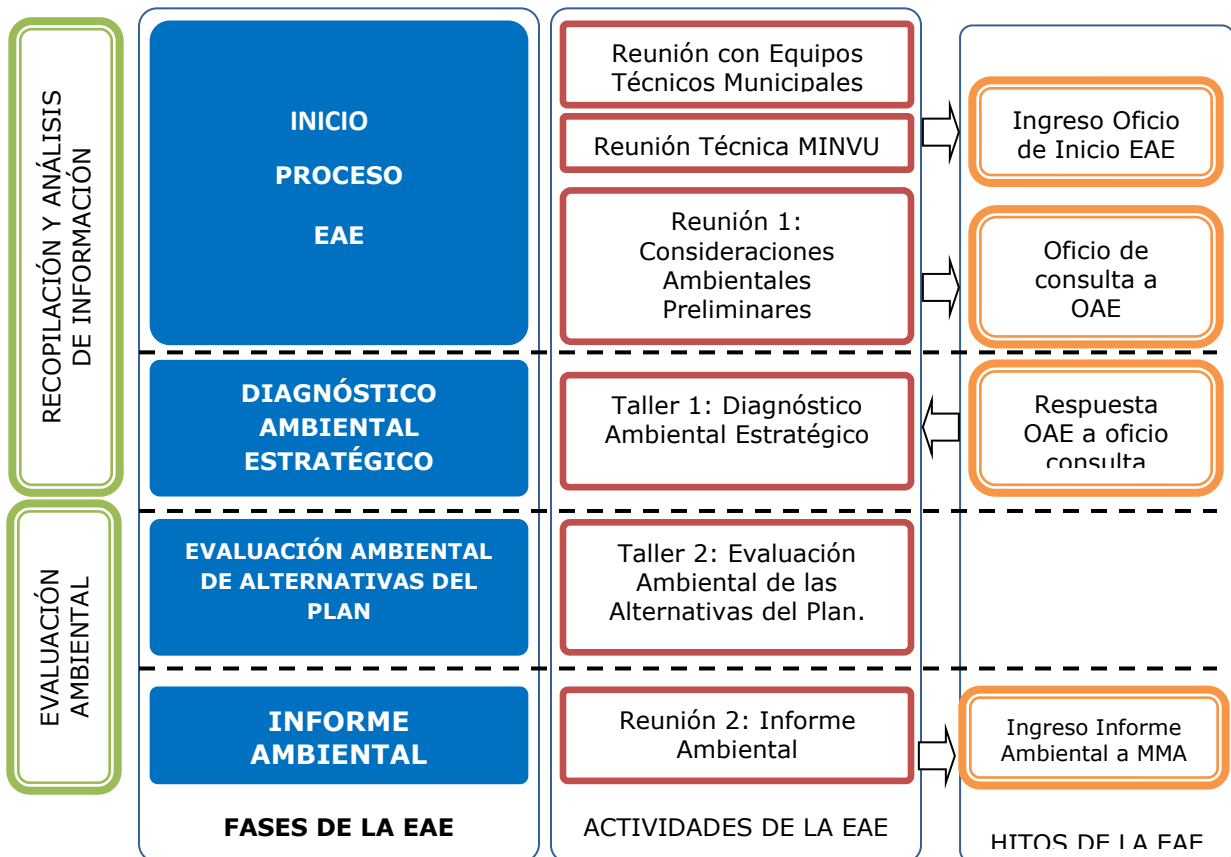 RECOPILACIÓN Y ANÁLISIS
DE INFORMACIÓN
INICIO
PROCESO
EAE
Reunión con Equipos
Técnicos Municipales
Reunión Técnica MINVU
Ingreso Oficio
de Inicio EAE
Reunión 1:
Consideraciones
Ambientales
Preliminares
Oficio de
consulta a
OAE
DIAGNÓSTICO
AMBIENTAL
ESTRATÉGICO
Taller 1: Diagnóstico
Ambiental Estratégico
Respuesta
OAE a oficio
consulta
EVALUACIÓN
AMBIENTAL
EVALUACIÓN AMBIENTAL
DE ALTERNATIVAS DEL
PLAN
Taller 2: Evaluación
Ambiental de las
Alternativas del Plan.
INFORME
AMBIENTAL
Reunión 2: Informe
Ambiental
Ingreso Informe
Ambiental a MMA
FASES DE LA EAE
ACTIVIDADES DE LA EAE
HITOS DE LA EAE